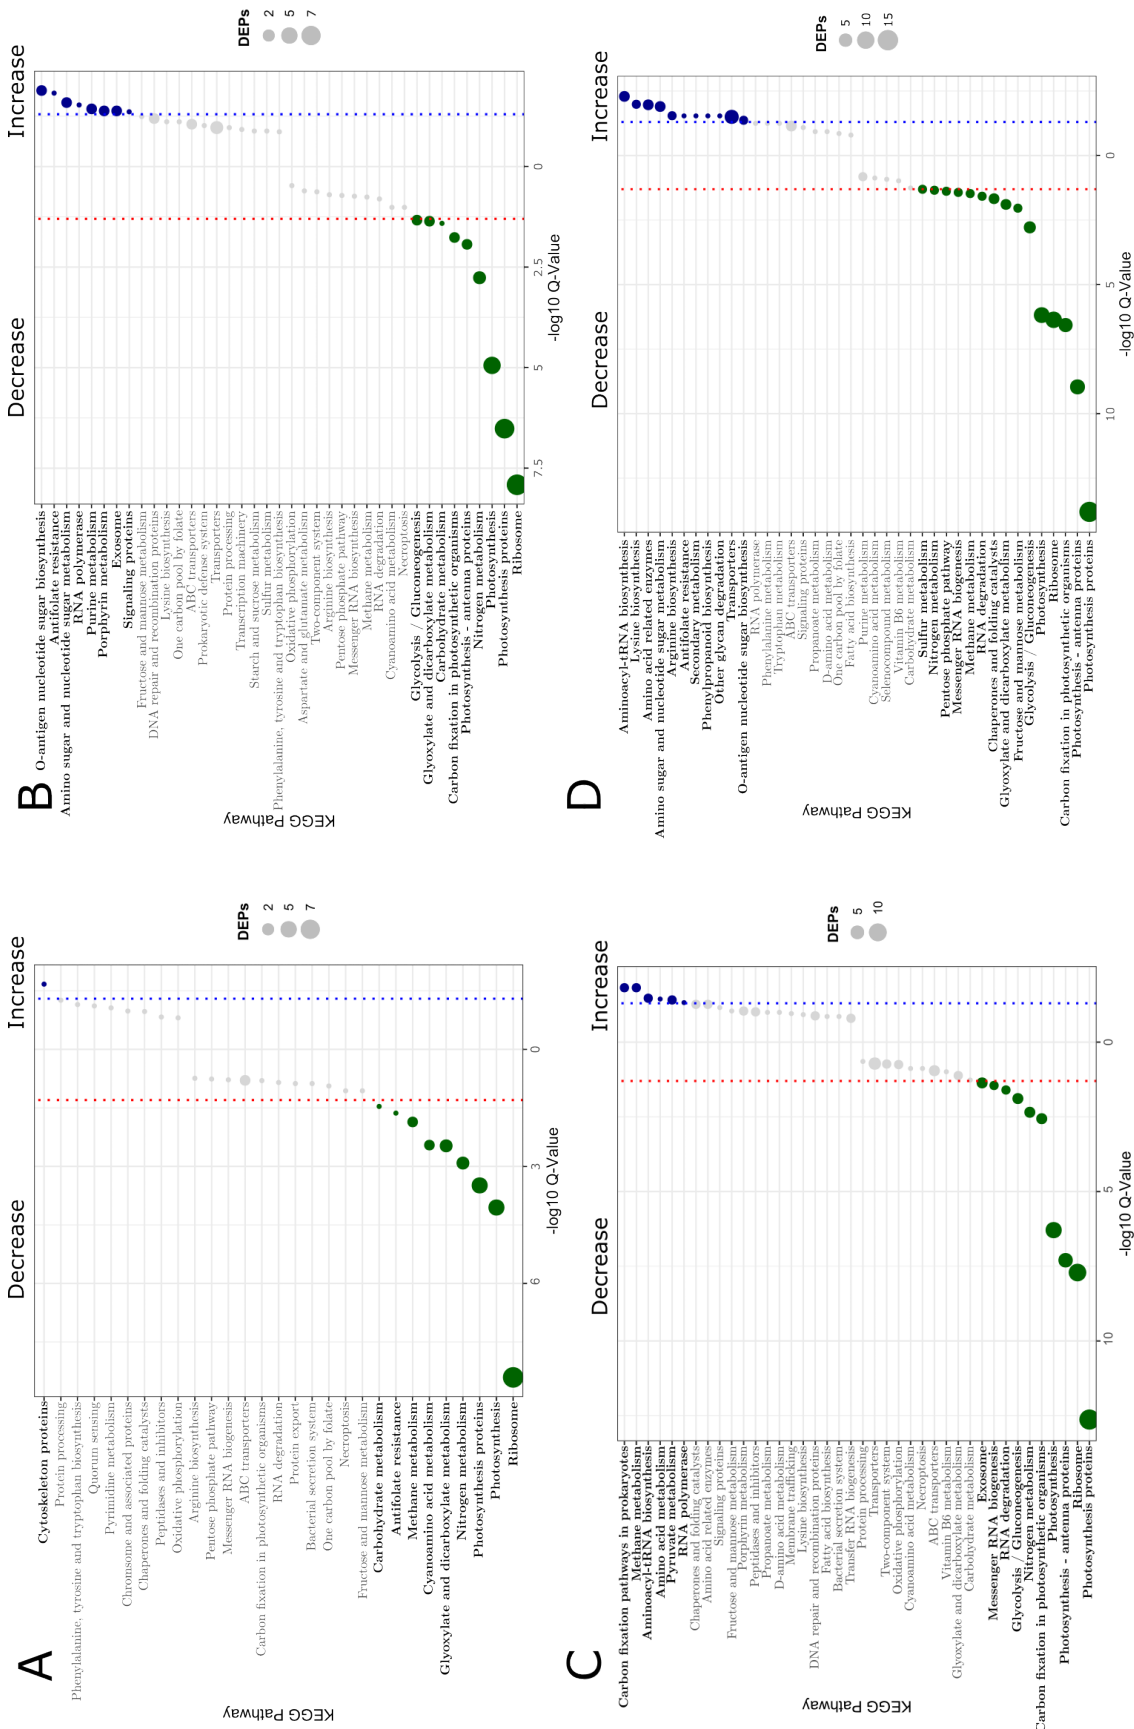 A
Decrease
Increase
KEGG Pathway
Cytoskeleton proteins
Protein processing
Phenylalanine, tyrosine and tryptophan biosynthesis
Quorum sensing
Pyrimidine metabolism
Chromosome and associated proteins
Chaperones and folding catalysts
Peptidases and inhibitors
Oxidative phosphorylation
Arginine biosynthesis
Pentose phosphate pathway
Messenger RNA biogenesis
ABC transporters
Carbon fixation in photosynthetic organisms
RNA degradation
Protein export
Bacterial secretion system
One carbon pool by folate
Necroptosis
Fructose and mannose metabolism
Carbohydrate metabolism
Antifolate resistance
Methane metabolism
Cyanoamino acid metabolism
Glyoxylate and dicarboxylate metabolism
Nitrogen metabolism
Photosynthesis proteins
Photosynthesis
Ribosome
6
3
0
-log10 Q-Value
DEPs
2
5
7
B
Decrease
Increase
KEGG Pathway
O-antigen nucleotide sugar biosynthesis
Antifolate resistance
Amino sugar and nucleotide sugar metabolism
RNA polymerase
Purine metabolism
Porphyrin metabolism
Exosome
Signaling proteins
Fructose and mannose metabolism
DNA repair and recombination proteins
Lysine biosynthesis
One carbon pool by folate
ABC transporters
Prokaryotic defense system
Transporters
Protein processing
Transcription machinery
Starch and sucrose metabolism
Sulfur metabolism
Phenylalanine, tyrosine and tryptophan biosynthesis
Oxidative phosphorylation
Aspartate and glutamate metabolism
Two-component system
Arginine biosynthesis
Pentose phosphate pathway
Messenger RNA biosynthesis
Methane metabolism
RNA degradation
Cyanoamino acid metabolism
Necroptosis
Glycolysis / Gluconeogenesis
Glyoxylate and dicarboxylate metabolism
Carbohydrate metabolism
Carbon fixation in photosynthetic organisms
Photosynthesis - antenna proteins
Nitrogen metabolism
Photosynthesis
Photosynthesis proteins
Ribosome
7.5
5
2.5
0
-log10 Q-Value
DEPs
2
5
7
C
Decrease
Increase
KEGG Pathway
Carbon fixation pathways in prokaryotes
Methane metabolism
Aminoacyl-tRNA biosynthesis
Amino acid metabolism
Pyruvate metabolism
RNA polymerase
Chaperones and folding catalysts
Amino acid related enzymes
Signaling proteins
Fructose and mannose metabolism
Porphyrin metabolism
Peptidases and inhibitors
Propanoate metabolism
D-amino acid metabolism
Membrane trafficking
Lysine biosynthesis
DNA repair and recombination proteins
Fatty acid biosynthesis
Bacterial secretion system
Transfer RNA biogenesis
Protein processing
Transporters
Two-component system
Oxidative phosphorylation
Cyanoamino acid metabolism
Necroptosis
ABC transporters
Vitamin B6 metabolism
Glyoxylate and dicarboxylate metabolism
Carbohydrate metabolism
Exosome
Messenger RNA biogenesis
RNA degradation
Glycolysis / Gluconeogenesis
Nitrogen metabolism
Carbon fixation in photosynthetic organisms
Photosynthesis
Photosynthesis - antenna proteins
Ribosome
Photosynthesis proteins
10
5
0
-log10 Q-Value
DEPs
5
10
D
Decrease
Increase
KEGG Pathway
Aminoacyl-tRNA biosynthesis
Lysine biosynthesis
Amino acid related enzymes
Amino sugar and nucleotide sugar metabolism
Arginine biosynthesis
Antifolate resistance
Secondary metabolism
Phenylpropanoid biosynthesis
Other glycan degradation
Transporters
O-antigen nucleotide sugar biosynthesis
RNA polymerase
Phenylalanine metabolism
Tryptophan metabolism
ABC transporters
Signaling protrins
Propanoate metabolism
D-amino acid metabolism
One carbon pool by folate
Fatty acid biosynthesis
Purine metabolism
Cyanoamino acid metabolism
Selenocompound metabolism
Vitamin B6 metabolism
Carbohydrate metabolism
Sulfur metabolism
Nitrogen metabolism
Pentose phosphate pathway
Messenger RNA biogenesis
Methane metabolism
RNA degradation
Chaperones and folding catalysts
Glyoxylate and dicarboxylate metabolism
Fructose and mannose metabolism
Glycolysis / Gluconeogenesis
Photosynthesis
Ribosome
Carbon fixation in photosynthetic organisms
Photosynthesis - antenna proteins
Photosynthesis proteins
10
5
0
-log10 Q-Value
DEPs
5
10
15